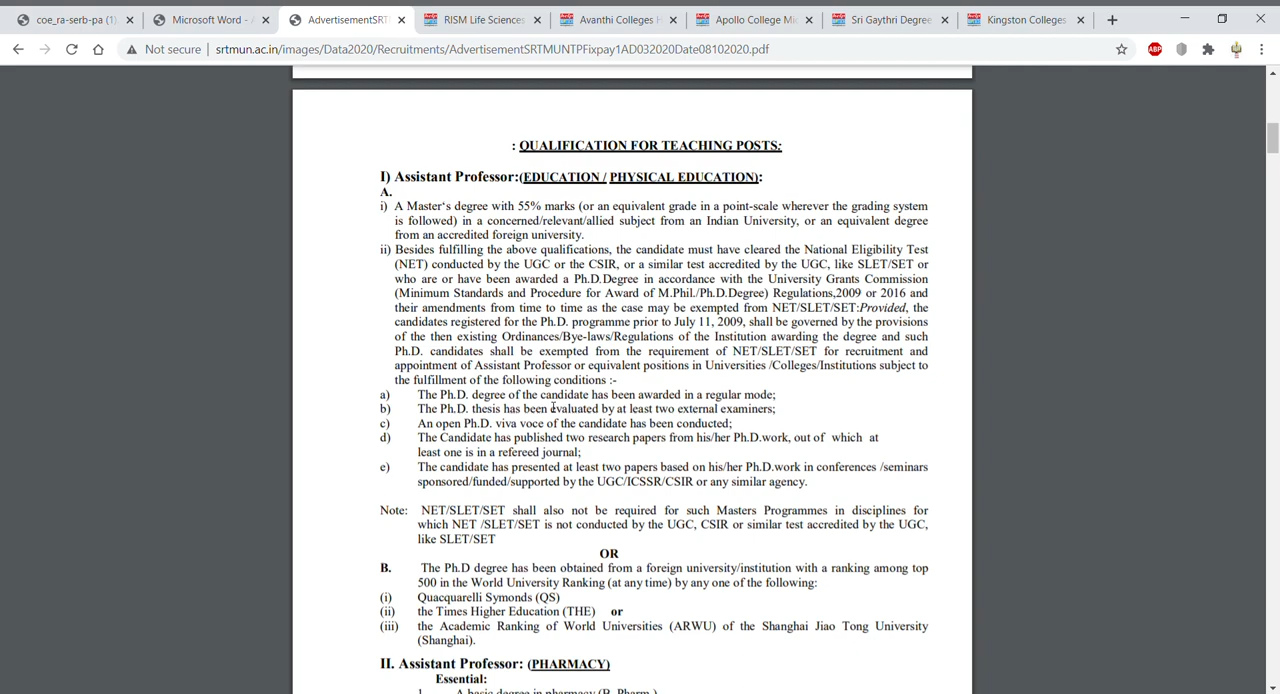 coe_ra-serb-pa (1)
Microsoft Word - A
AdvertisementSRT
RISM Life Sciences
Avanthi Colleges H
Apollo College Mi
Sri Gaythri Degree
Kingston Colleges
Not secure | srtmun.ac.in/images/Data2020/Recruitments/AdvertisementSRTMUNTPFixpay1AD032020Date08102020.pdf
ABP
: QUALIFICATION FOR TEACHING POSTS:
I) Assistant Professor:(EDUCATION / PHYSICAL EDUCATION):
A.
i) A Master's degree with 55% marks (or an equivalent grade in a point-scale wherever the grading system
is followed) in a concerned/relevant/allied subject from an Indian University, or an equivalent degree
from an accredited foreign university.
ii) Besides fulfilling the above qualifications, the candidate must have cleared the National Eligibility Test
(NET) conducted by the UGC or the CSIR, or a similar test accredited by the UGC, like SLET/SET or
who are or have been awarded a Ph.D.Degree in accordance with the University Grants Commission
(Minimum Standards and Procedure for Award of M.Phil./Ph.D.Degree) Regulations,2009 or 2016 and
their amendments from time to time as the case may be exempted from NET/SLET/SET:Provided, the
candidates registered for the Ph.D. programme prior to July 11, 2009, shall be governed by the provisions
of the then existing Ordinances/Bye-laws/Regulations of the Institution awarding the degree and such
Ph.D. candidates shall be exempted from the requirement of NET/SLET/SET for recruitment and
appointment of Assistant Professor or equivalent positions in Universities /Colleges/Institutions subject to
the fulfillment of the following conditions :-
a) The Ph.D. degree of the candidate has been awarded in a regular mode;
b) The Ph.D. thesis has been evaluated by at least two external examiners;
c) An open Ph.D. viva voce of the candidate has been conducted;
d) The Candidate has published two research papers from his/her Ph.D.work, out of which at
least one is in a refereed journal;
e) The candidate has presented at least two papers based on his/her Ph.D.work in conferences /seminars
sponsored/funded/supported by the UGC/ICSSR/CSIR or any similar agency.
Note: NET/SLET/SET shall also not be required for such Masters Programmes in disciplines for
which NET /SLET/SET is not conducted by the UGC, CSIR or similar test accredited by the UGC,
like SLET/SET
OR
B. The Ph.D degree has been obtained from a foreign university/institution with a ranking among top
500 in the World University Ranking (at any time) by any one of the following:
(i) Quacquarelli Symonds (QS)
(ii) the Times Higher Education (THE) or
(iii) the Academic Ranking of World Universities (ARWU) of the Shanghai Jiao Tong University
(Shanghai).
II. Assistant Professor: (PHARMACY)
Essential:
1. A basic degree in pharmacy (B. Pharm.)